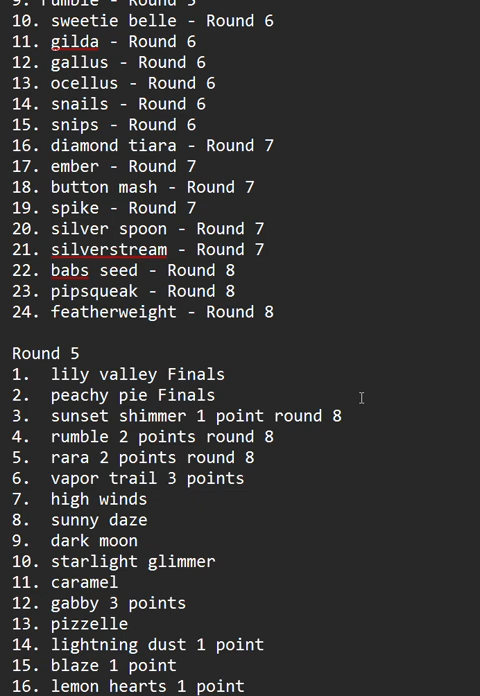 9. rumble - Round 5
10. sweetie belle - Round 6
11. gilda - Round 6
12. gallus - Round 6
13. ocellus - Round 6
14. snails - Round 6
15. snips - Round 6
16. diamond tiara - Round 7
17. ember - Round 7
18. button mash - Round 7
19. spike - Round 7
20. silver spoon - Round 7
21. silverstream - Round 7
22. babs seed - Round 8
23. pipsqueak - Round 8
24. featherweight - Round 8

Round 5
1. lily valley Finals
2. peachy pie Finals
3. sunset shimmer 1 point round 8
4. rumble 2 points round 8
5. rara 2 points round 8
6. vapor trail 3 points
7. high winds
8. sunny daze
9. dark moon
10. starlight glimmer
11. caramel
12. gabby 3 points
13. pizzelle
14. lightning dust 1 point
15. blaze 1 point
16. lemon hearts 1 point